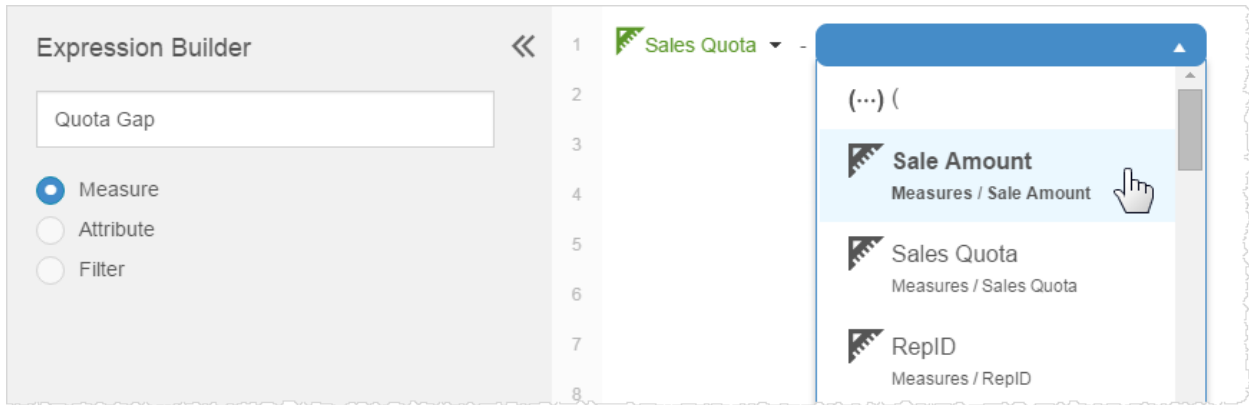 Expression Builder
Quota Gap
Measure
Attribute
Filter
1 Sales Quota -
2
3
4
5
6
7
8
(···) (
Sale Amount
Measures / Sale Amount
Sales Quota
Measures / Sales Quota
RepID
Measures / RepID